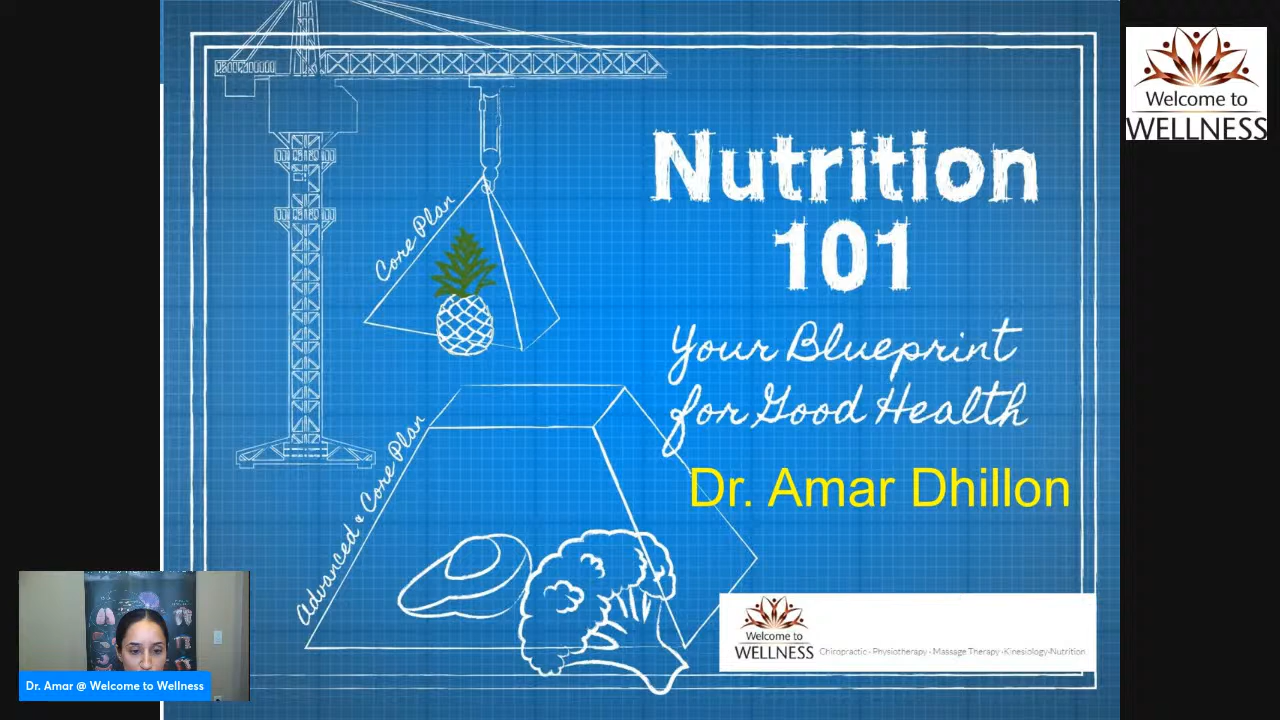 Welcome to
WELLNESS
Nutrition
101
Your Blueprint
for Good Health
Dr. Amar Dhillon
Core Plan
Advanced & Core Plan
Welcome to
WELLNESS
Chiropractic · Physiotherapy · Massage Therapy · Kinesiology·Nutrition
Dr. Amar @ Welcome to Wellness